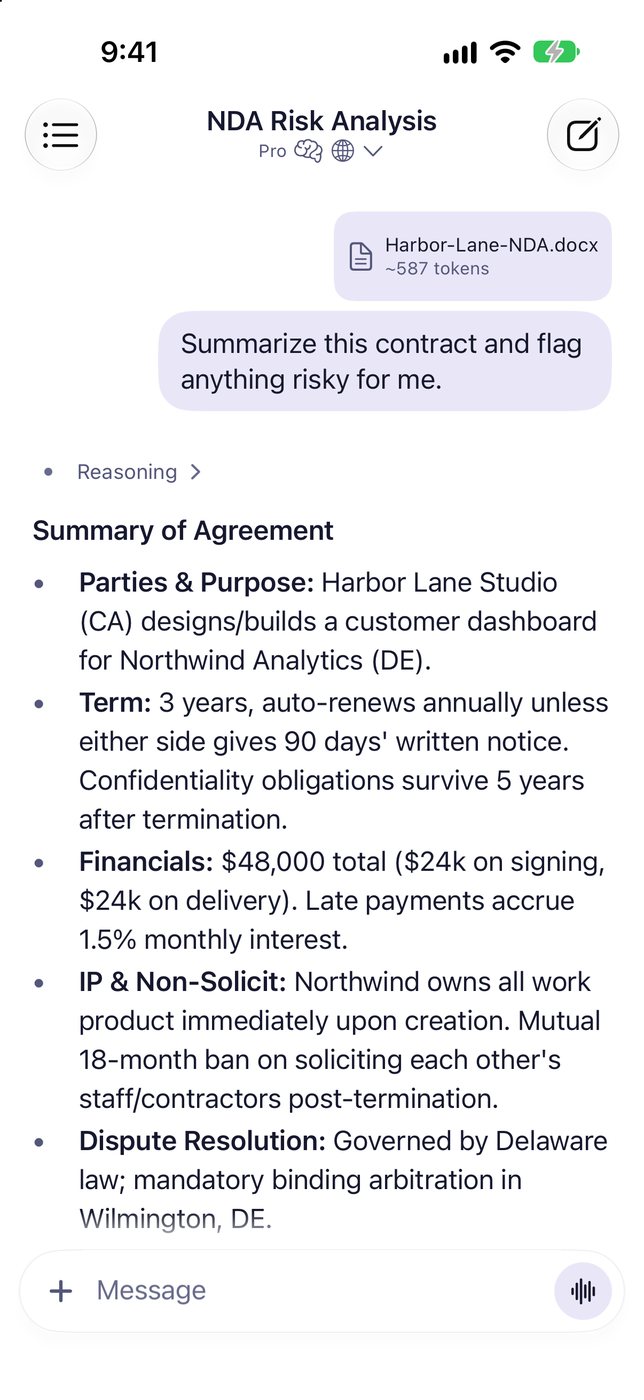 9:41
NDA Risk Analysis
Pro
Harbor-Lane-NDA.docx
~587 tokens
Summarize this contract and flag
anything risky for me.
• Reasoning >
Summary of Agreement
• Parties & Purpose: Harbor Lane Studio
(CA) designs/builds a customer dashboard
for Northwind Analytics (DE).
• Term: 3 years, auto-renews annually unless
either side gives 90 days' written notice.
Confidentiality obligations survive 5 years
after termination.
• Financials: $48,000 total ($24k on signing,
$24k on delivery). Late payments accrue
1.5% monthly interest.
• IP & Non-Solicit: Northwind owns all work
product immediately upon creation. Mutual
18-month ban on soliciting each other's
staff/contractors post-termination.
• Dispute Resolution: Governed by Delaware
law; mandatory binding arbitration in
Wilmington, DE.
Message